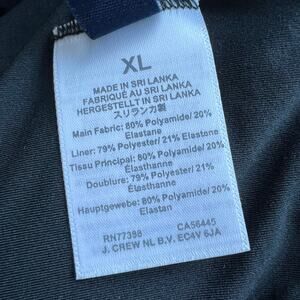 XL
MADE IN SRI LANKA
FABRIQUÉ AU SRI LANKA
HERGESTELLT IN SRI LANKA
スリランカ製
Main Fabric: 80% Polyamide/ 20%
Elastane
Liner: 79% Polyester/ 21% Elastane
Tissu Principal: 80% Polyamide/ 20%
Élasthanne
Doublure: 79% Polyester/ 21%
Élasthanne
Hauptgewebe: 80% Polyamid/ 20%
Elastan
RN77388 CA56445
J. CREW NL B.V. EC4V 6JA